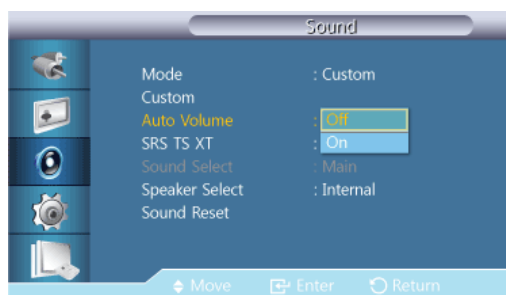 Sound
Mode : Custom
Custom
Auto Volume : Off
SRS TS XT : On
Sound Select : Main
Speaker Select : Internal
Sound Reset
Move Enter Return